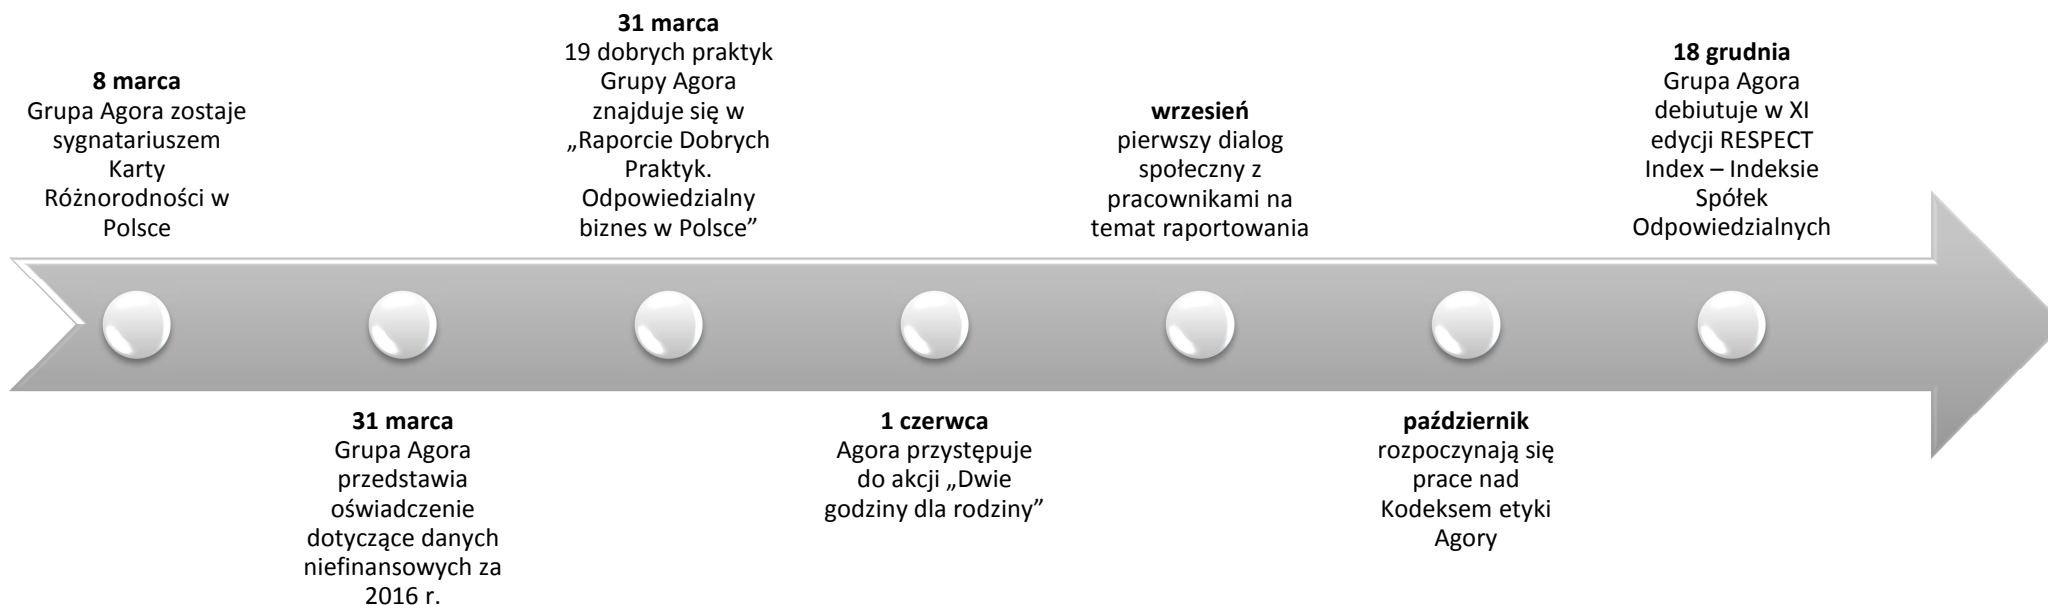 8 marca
Grupa Agora zostaje
sygnatariuszem
Karty
Różnorodności w
Polsce
31 marca
Grupa Agora
przedstawia
oświadczenie
dotyczące danych
niefinansowych za
2016 r.
31 marca
19 dobrych praktyk
Grupy Agora
znajduje się w
„Raporcie Dobrych
Praktyk.
Odpowiedzialny
biznes w Polsce”
1 czerwca
Agora przystępuje
do akcji „Dwie
godziny dla rodziny”
wrzesień
pierwszy dialog
społeczny z
pracownikami na
temat raportowania
październik
rozpoczynają się
prace nad
Kodeksem etyki
Agory
18 grudnia
Grupa Agora
debiutuje w XI
edycji RESPECT
Index – Indeksie
Spółek
Odpowiedzialnych